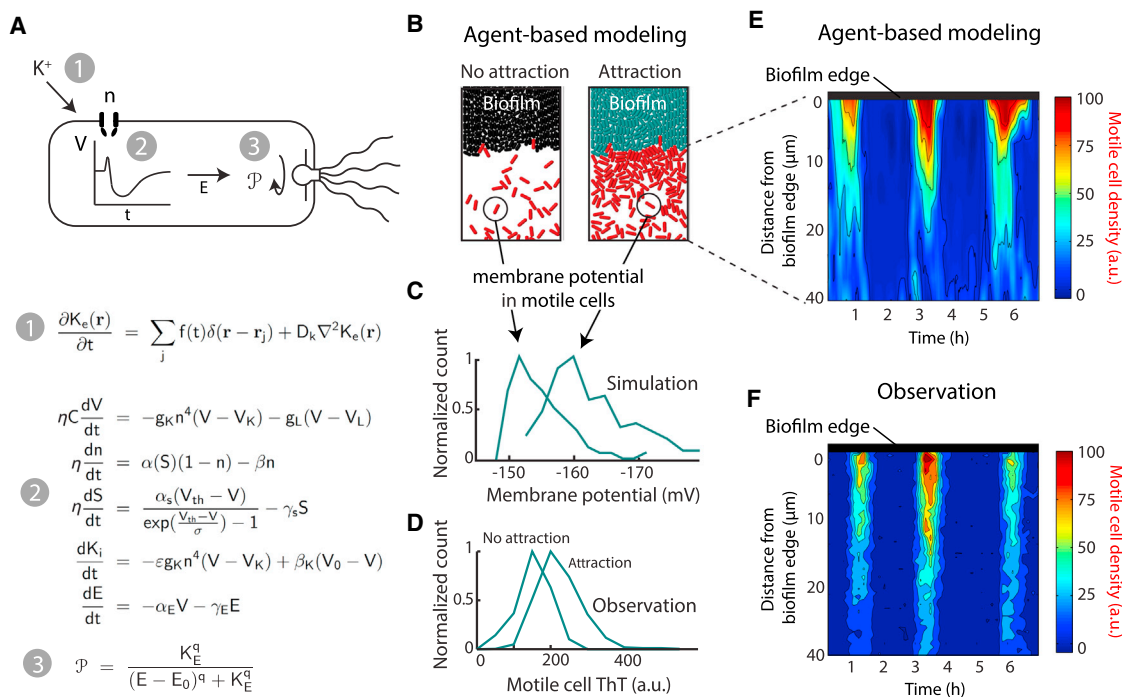 A
K⁺
1
n
V
2
t
E
3
𝒫
1
∂Kₑ(r)/∂t = ∑ⱼ f(t)δ(r − rⱼ) + Dₖ∇²Kₑ(r)
2
ηC dV/dt = −g_K n⁴(V − V_K) − g_L(V − V_L)
η dn/dt = α(S)(1 − n) − βn
η dS/dt = αₛ(V_th − V)/(exp((V_th−V)/σ) − 1) − γₛS
dKᵢ/dt = −εg_K n⁴(V − V_K) + β_K(V₀ − V)
dE/dt = −α_E V − γ_E E
3
𝒫 = K_E^q/((E − E₀)^q + K_E^q)
B
Agent-based modeling
No attraction
Attraction
Biofilm
Biofilm
membrane potential
in motile cells
C
Normalized count
1
0.5
0
Simulation
-150
-160
-170
Membrane potential (mV)
D
Normalized count
1
0.5
0
No attraction
Attraction
Observation
0
200
400
Motile cell ThT (a.u.)
E
Agent-based modeling
Biofilm edge
Distance from
biofilm edge (µm)
0
10
20
40
1
2
3
4
5
6
Time (h)
100
75
50
25
0
Motile cell
density (a.u.)
F
Observation
Biofilm edge
Distance from
biofilm edge (µm)
0
10
20
40
1
2
3
4
5
6
Time (h)
100
75
50
25
0
Motile cell
density (a.u.)